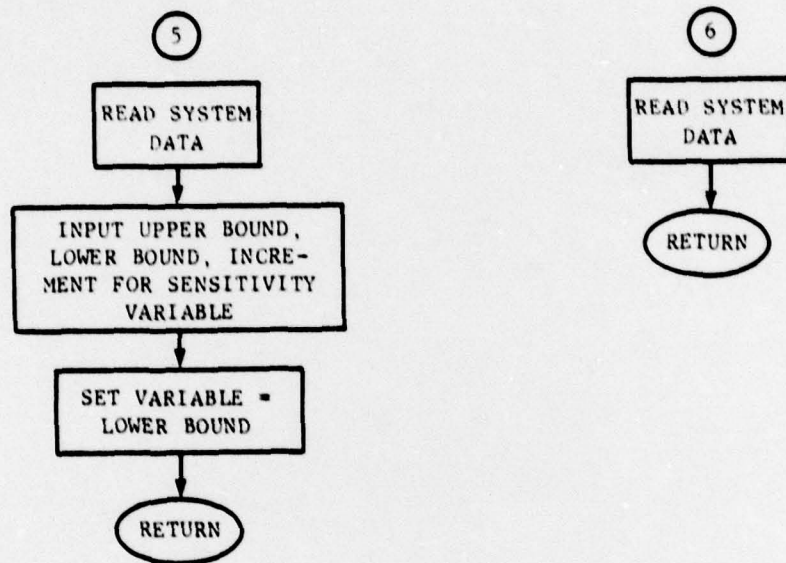 5
READ SYSTEM
DATA
INPUT UPPER BOUND,
LOWER BOUND, INCRE-
MENT FOR SENSITIVITY
VARIABLE
SET VARIABLE =
LOWER BOUND
RETURN
6
READ SYSTEM
DATA
RETURN